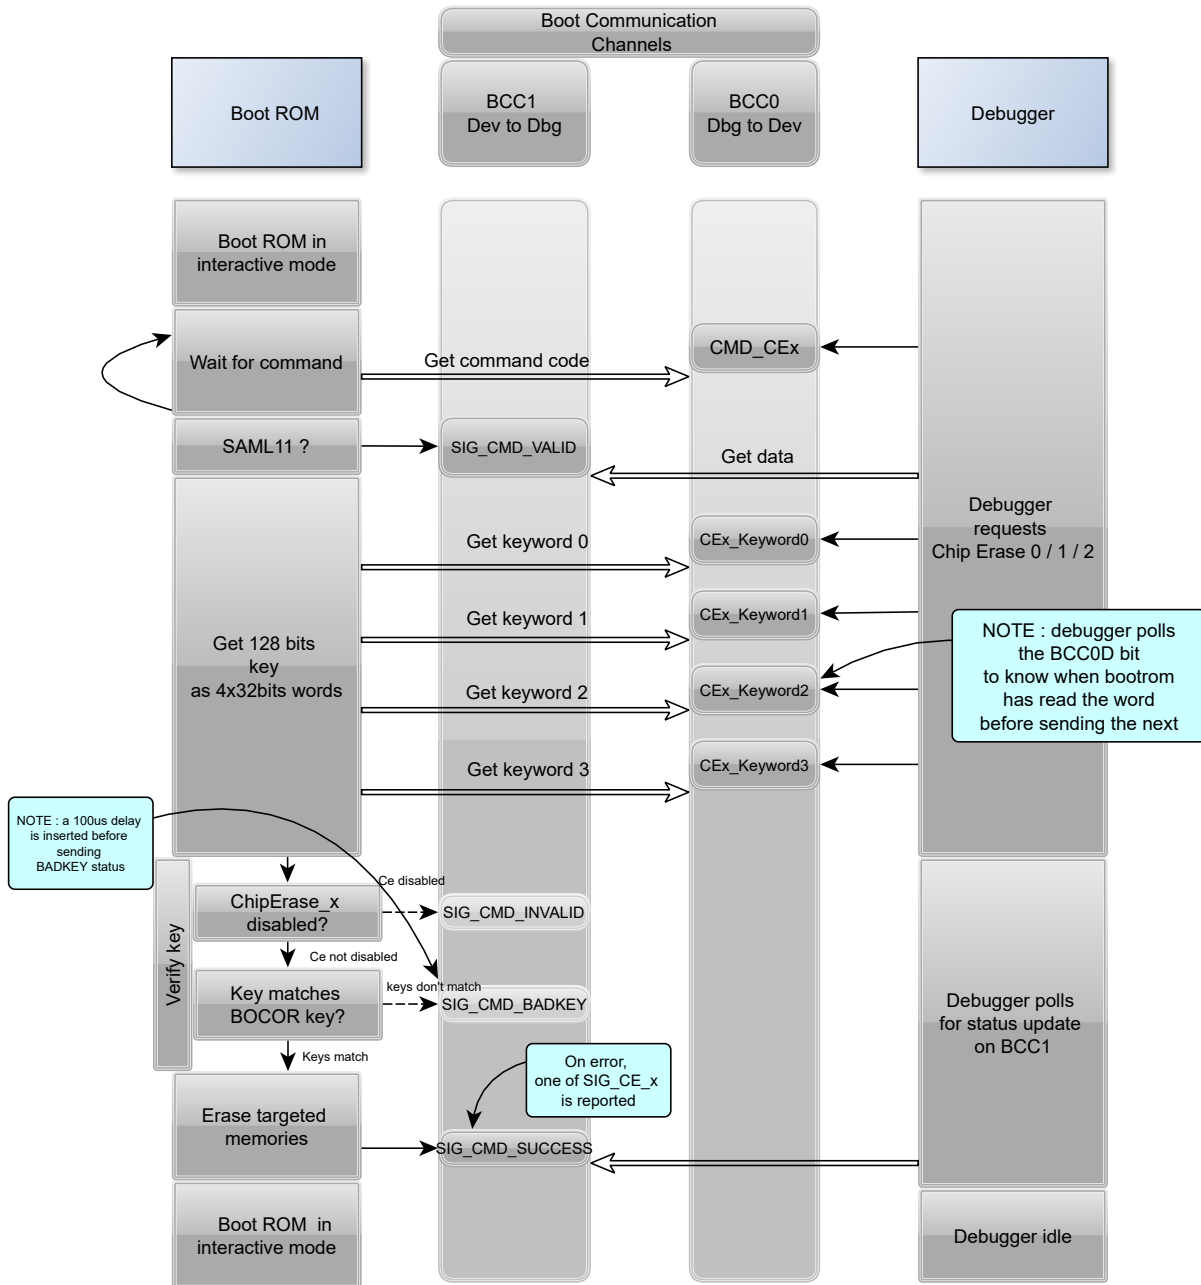 Boot Communication
Channels
Boot ROM
BCC1
Dev to Dbg
BCC0
Dbg to Dev
Debugger
Boot ROM in
interactive mode
Wait for command
Get command code
CMD_CEx
SAML11 ?
SIG_CMD_VALID
Get data
Debugger
requests
Chip Erase 0 / 1 / 2
Get keyword 0
CEx_Keyword0
Get keyword 1
CEx_Keyword1
Get 128 bits
key
as 4x32bits words
NOTE : debugger polls
the BCC0D bit
to know when bootrom
has read the word
before sending the next
Get keyword 2
CEx_Keyword2
Get keyword 3
CEx_Keyword3
NOTE : a 100us delay
is inserted before
sending
BADKEY status
Verify key
ChipErase_x
disabled?
Ce disabled
SIG_CMD_INVALID
Ce not disabled
Key matches
BOCOR key?
keys don't match
SIG_CMD_BADKEY
Debugger polls
for status update
on BCC1
Keys match
On error,
one of SIG_CE_x
is reported
Erase targeted
memories
SIG_CMD_SUCCESS
Boot ROM  in
interactive mode
Debugger idle